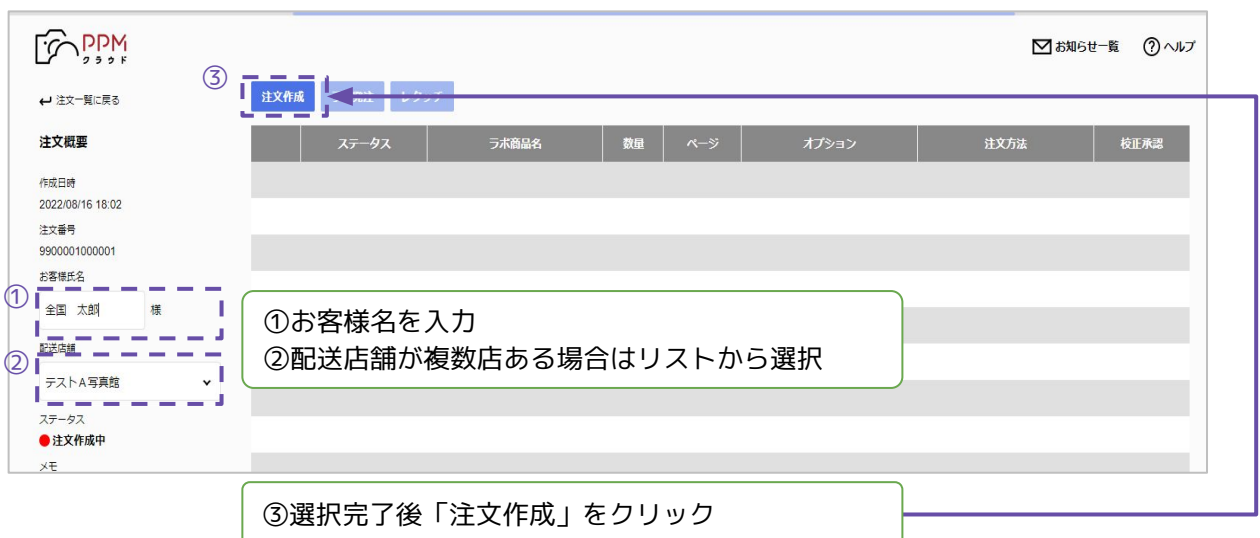 PPM
クラウド
お知らせ一覧 ? ヘルプ
注文一覧に戻る
③
注文作成
注文概要
ステータス ラボ商品名 数量 ページ オプション 注文方法 校正承認
作成日時
2022/08/16 18:02
注文番号
9900001000001
お客様氏名
①
全国 太郎 様
配送店舗
②
テストA写真館
ステータス
注文作成中
メモ
①お客様名を入力
②配送店舗が複数店ある場合はリストから選択
③選択完了後「注文作成」をクリック